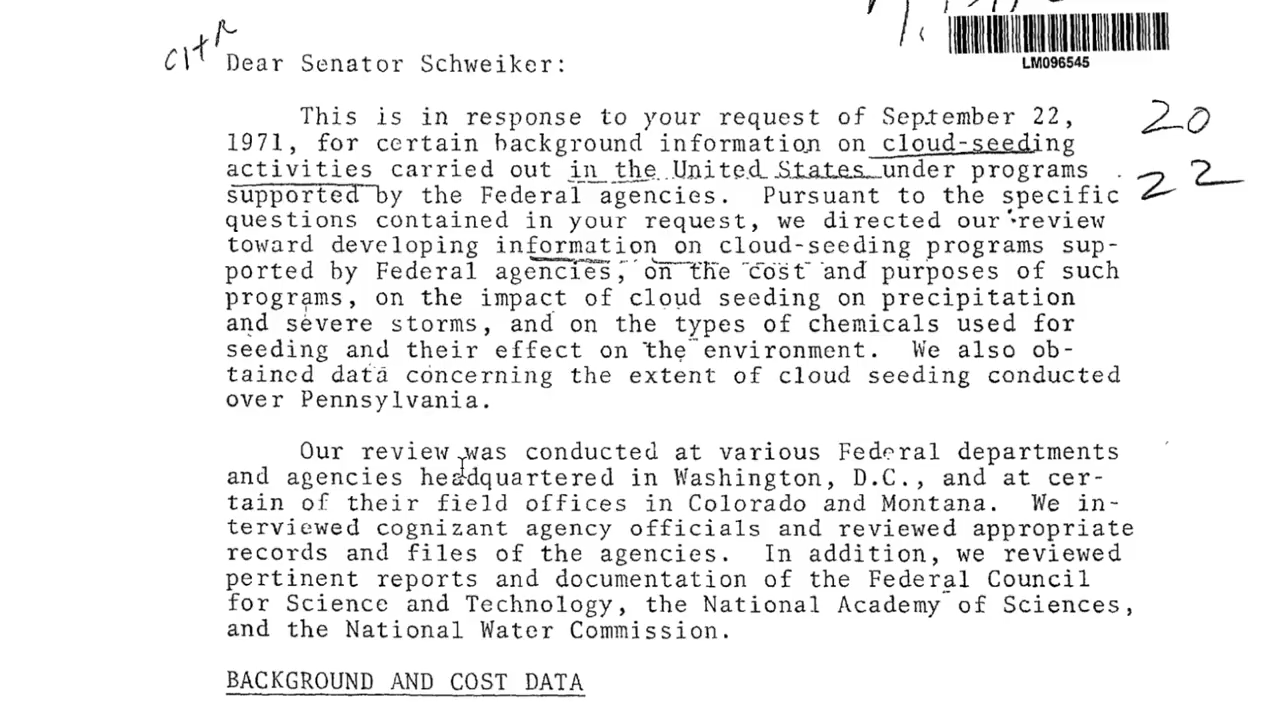 LM096545
Dear Senator Schweiker:
20
22
This is in response to your request of September 22,
1971, for certain background information on cloud-seeding
activities carried out in the United States under programs
supported by the Federal agencies. Pursuant to the specific
questions contained in your request, we directed our review
toward developing information on cloud-seeding programs sup-
ported by Federal agencies, on the cost and purposes of such
programs, on the impact of cloud seeding on precipitation
and severe storms, and on the types of chemicals used for
seeding and their effect on the environment. We also ob-
tained data concerning the extent of cloud seeding conducted
over Pennsylvania.
Our review was conducted at various Federal departments
and agencies headquartered in Washington, D.C., and at cer-
tain of their field offices in Colorado and Montana. We in-
terviewed cognizant agency officials and reviewed appropriate
records and files of the agencies. In addition, we reviewed
pertinent reports and documentation of the Federal Council
for Science and Technology, the National Academy of Sciences,
and the National Water Commission.
BACKGROUND AND COST DATA